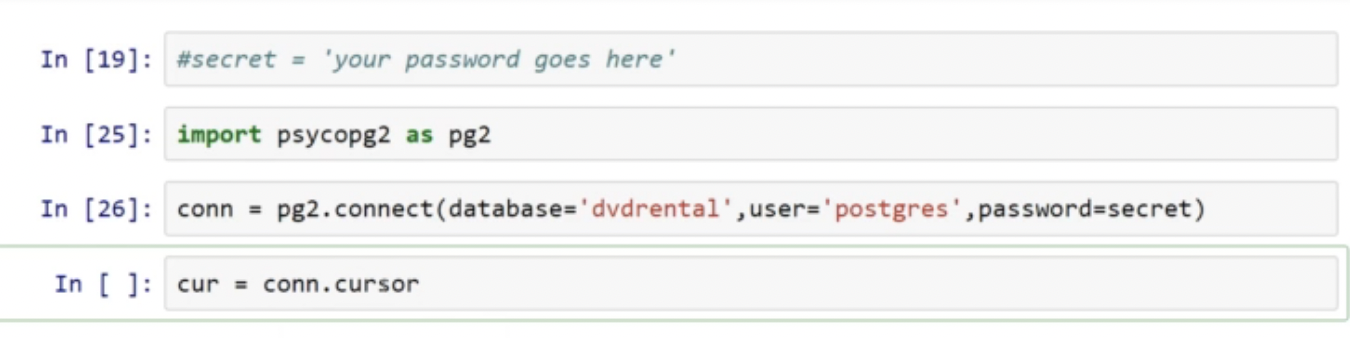 In [19]: #secret = 'your password goes here'
In [25]: import psycopg2 as pg2
In [26]: conn = pg2.connect(database='dvdrental',user='postgres',password=secret)
In [ ]: cur = conn.cursor